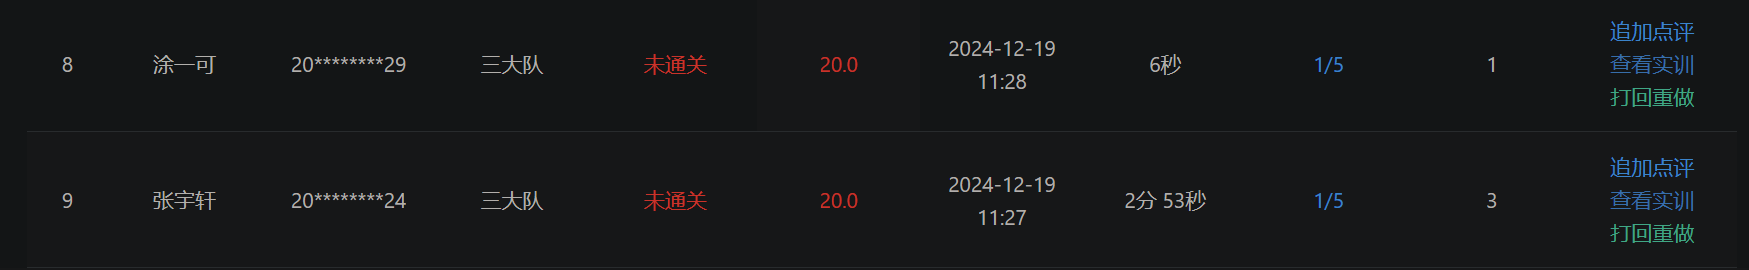 8 涂一可 20********29 三大队 未通关 20.0 2024-12-19 11:28 6秒 1/5 1 追加点评
查看实训
打回重做
9 张宇轩 20********24 三大队 未通关 20.0 2024-12-19 11:27 2分 53秒 1/5 3 追加点评
查看实训
打回重做